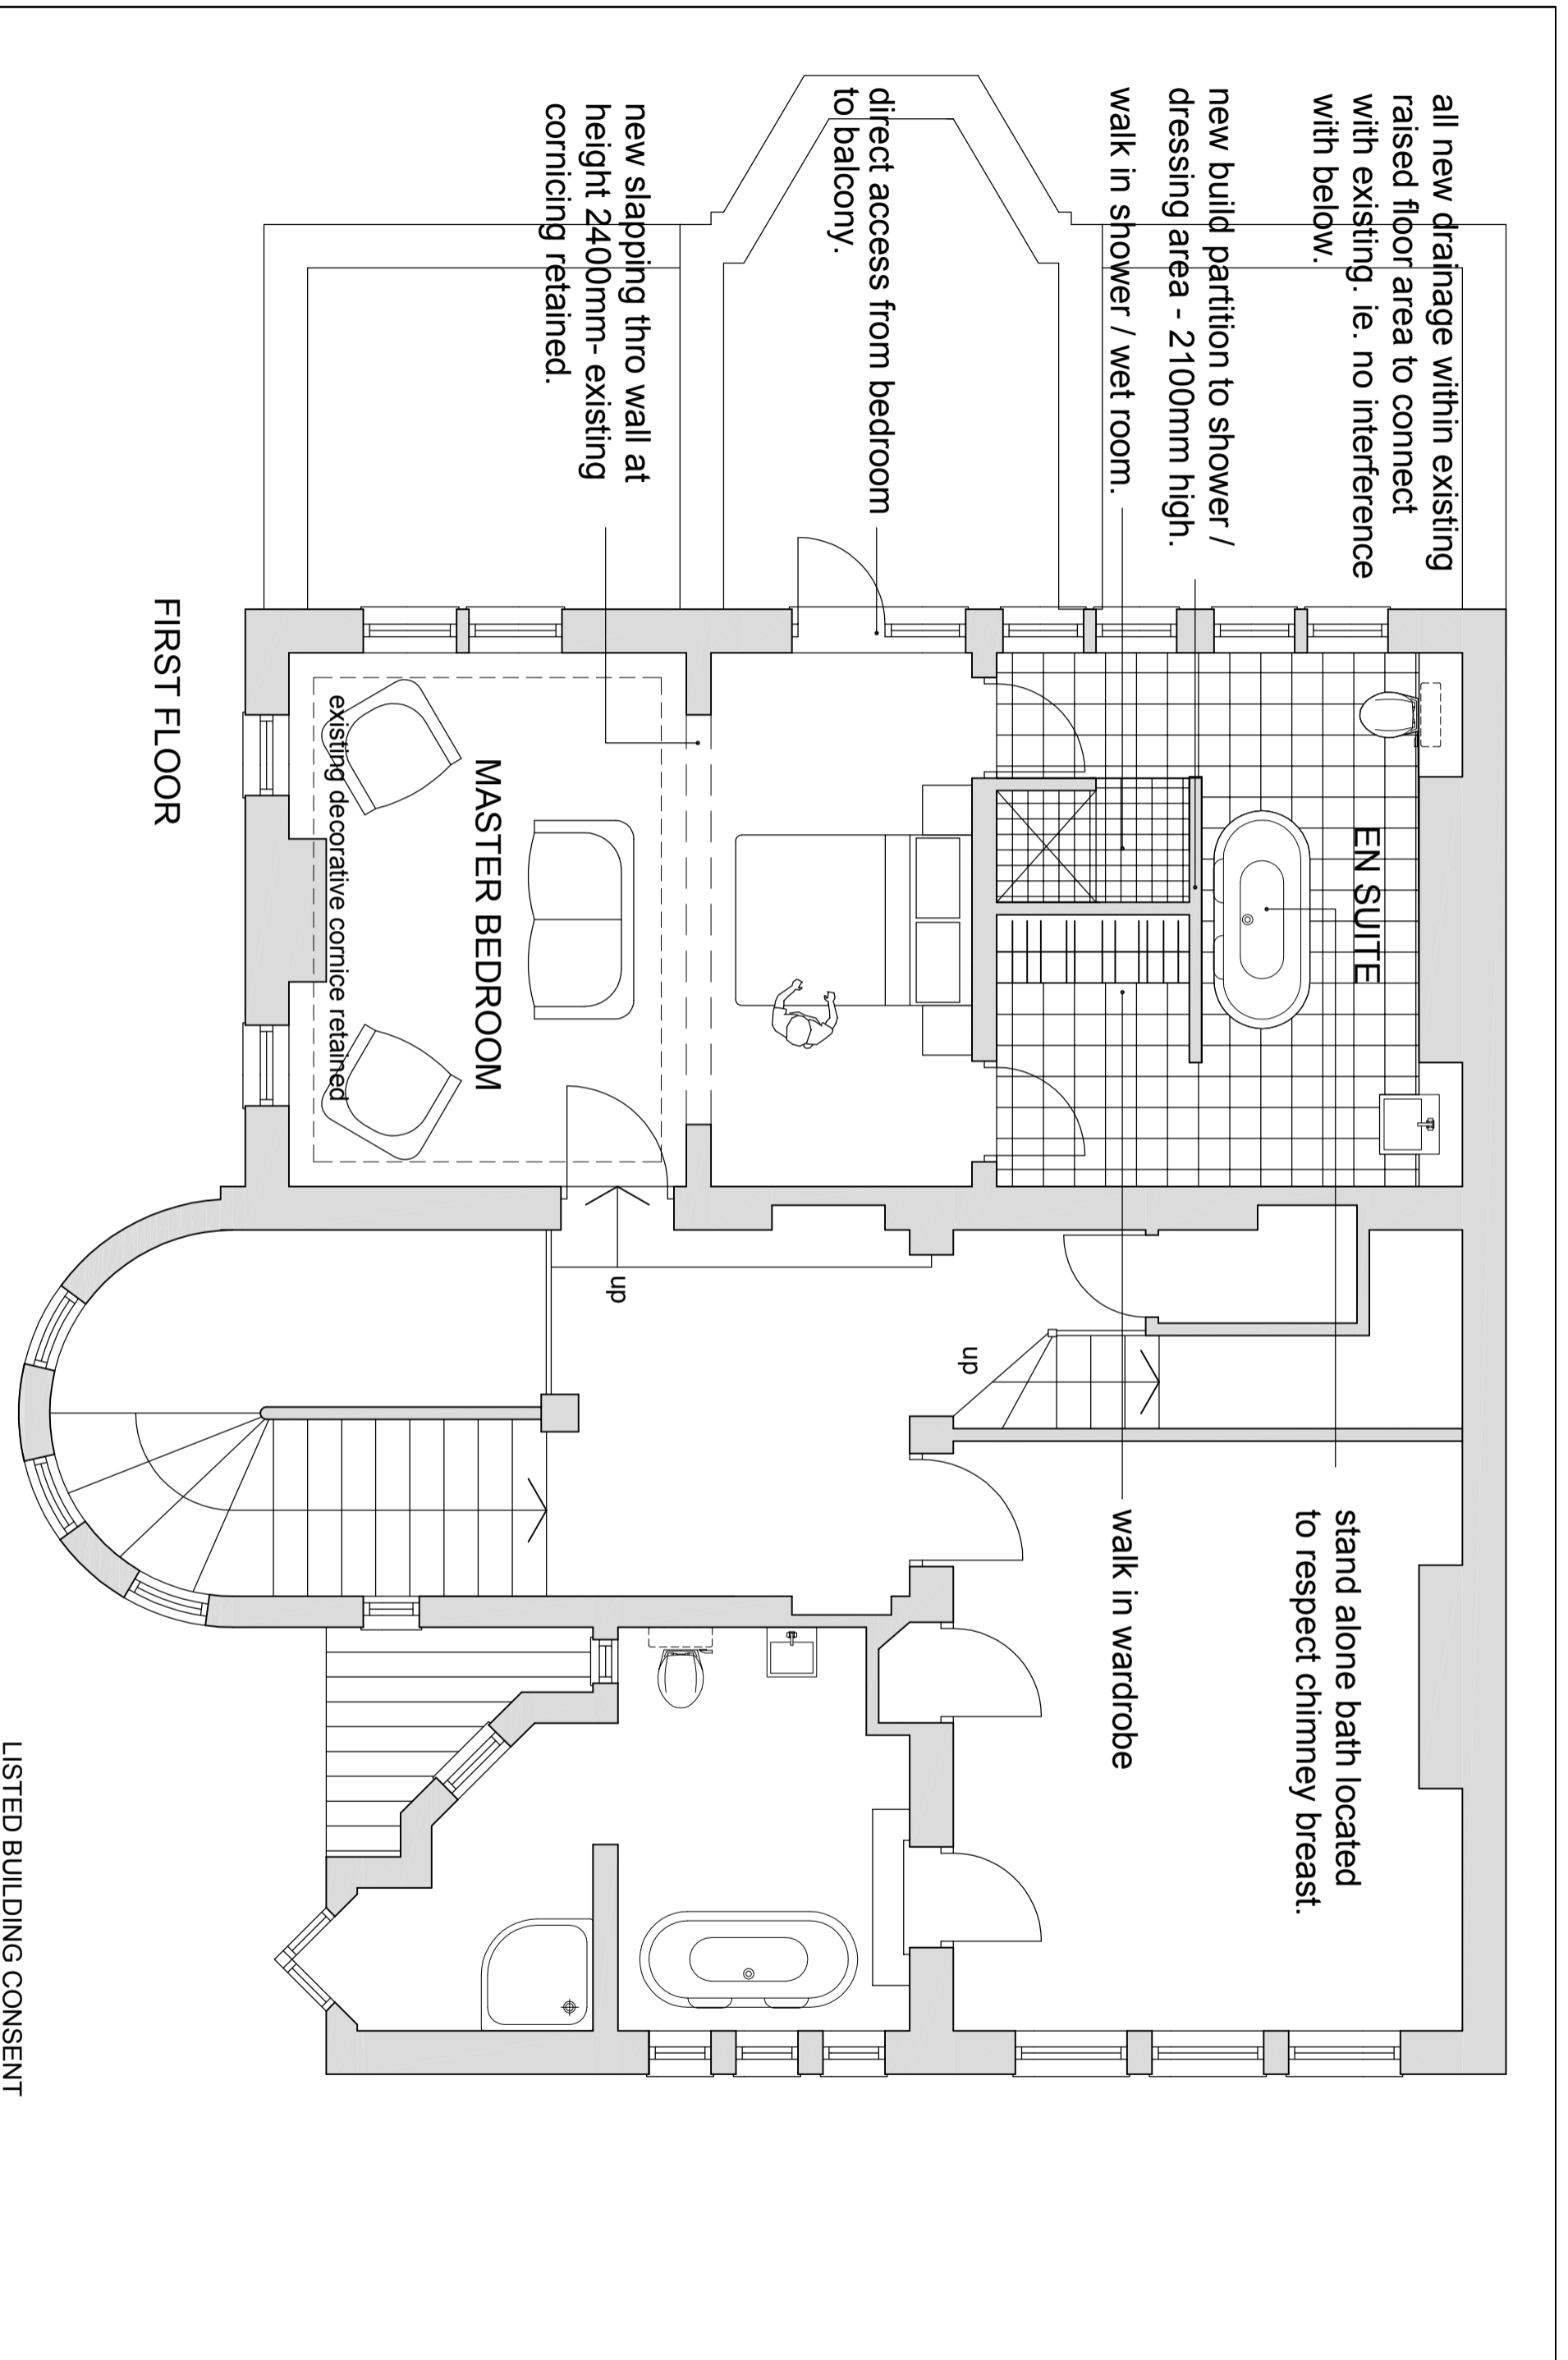 all new drainage within existing
raised floor area to connect
with existing. ie. no interference
with below.
new build partition to shower /
dressing area - 2100mm high.
walk in shower / wet room.
direct access from bedroom
to balcony.
new slapping thro wall at
height 2400mm- existing
cornicing retained.
EN SUITE
MASTER BEDROOM
existing decorative cornice retained
up
up
stand alone bath located
to respect chimney breast.
walk in wardrobe
FIRST FLOOR
LISTED BUILDING CONSENT